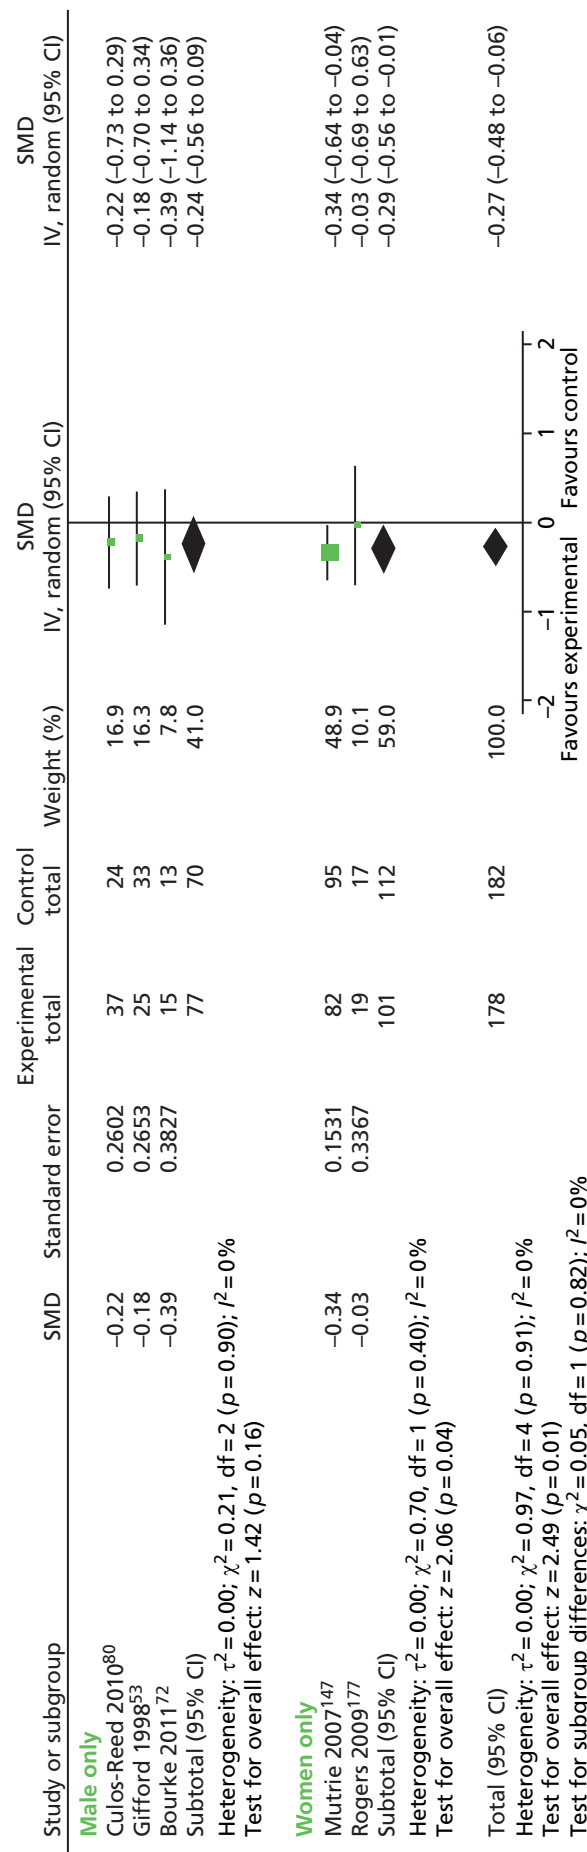 Study or subgroup SMD Standard error Experimental total Control total Weight (%) SMD IV, random (95% CI) SMD IV, random (95% CI)
Male only
Culos-Reed 2010⁸⁰ −0.22 0.2602 37 24 16.9 −0.22 (−0.73 to 0.29)
Gifford 1998⁵³ −0.18 0.2653 25 33 16.3 −0.18 (−0.70 to 0.34)
Bourke 2011⁷² −0.39 0.3827 15 13 7.8 −0.39 (−1.14 to 0.36)
Subtotal (95% CI) 77 70 41.0 −0.24 (−0.56 to 0.09)
Heterogeneity: τ²=0.00; χ²=0.21, df=2 (p=0.90); I²=0%
Test for overall effect: z=1.42 (p=0.16)
Women only
Mutrie 2007¹⁴⁷ −0.34 0.1531 82 95 48.9 −0.34 (−0.64 to −0.04)
Rogers 2009¹⁷⁷ −0.03 0.3367 19 17 10.1 −0.03 (−0.69 to 0.63)
Subtotal (95% CI) 101 112 59.0 −0.29 (−0.56 to −0.01)
Heterogeneity: τ²=0.00; χ²=0.70, df=1 (p=0.40); I²=0%
Test for overall effect: z=2.06 (p=0.04)
Total (95% CI) 178 182 100.0 −0.27 (−0.48 to −0.06)
Heterogeneity: τ²=0.00; χ²=0.97, df=4 (p=0.91); I²=0%
Test for overall effect: z=2.49 (p=0.01)
Test for subgroup differences: χ²=0.05, df=1 (p=0.82); I²=0%
−2 −1 0 1 2
Favours experimental Favours control